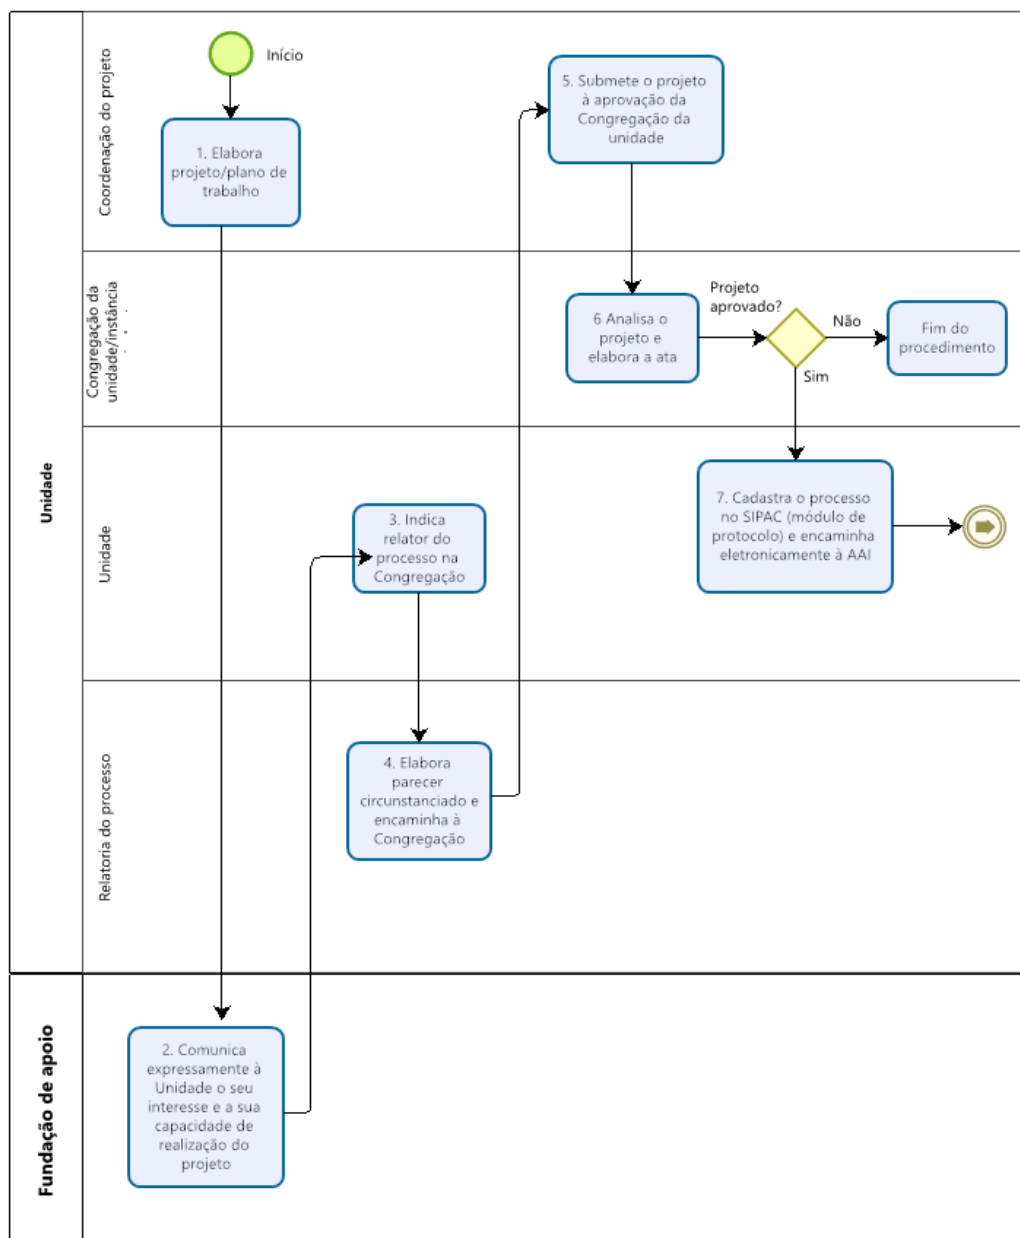 Coordenação do projeto
Início
1. Elabora
projeto/plano de
trabalho
5. Submete o projeto
à aprovação da
Congregação da
unidade
Unidade
Congregação da
unidade/instância
6 Analisa o
projeto e
elabora a ata
Projeto
aprovado?
Não
Sim
Fim do
procedimento
Unidade
3. Indica
relator do
processo na
Congregação
7. Cadastra o processo
no SIPAC (módulo de
protocolo) e encaminha
eletronicamente à AAI
Relatoria do processo
4. Elabora
parecer
circunstanciado e
encaminha à
Congregação
Fundação de apoio
2. Comunica
expressamente à
Unidade o seu
interesse e a sua
capacidade de
realização do
projeto